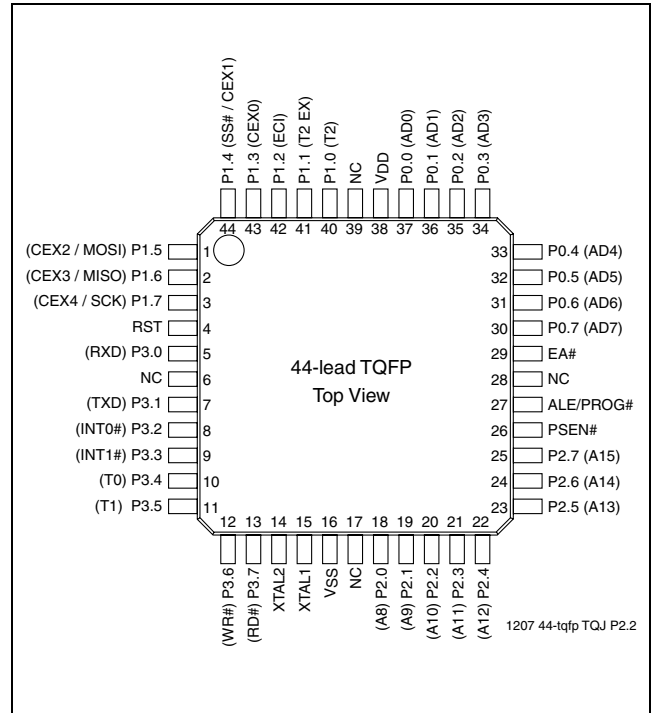 P1.4 (SS# / CEX1)
P1.3 (CEX0)
P1.2 (ECI)
P1.1 (T2 EX)
P1.0 (T2)
NC
VDD
P0.0 (AD0)
P0.1 (AD1)
P0.2 (AD2)
P0.3 (AD3)
44 43 42 41 40 39 38 37 36 35 34
(CEX2 / MOSI) P1.5 1
(CEX3 / MISO) P1.6 2
(CEX4 / SCK) P1.7 3
RST 4
(RXD) P3.0 5
NC 6
(TXD) P3.1 7
(INT0#) P3.2 8
(INT1#) P3.3 9
(T0) P3.4 10
(T1) P3.5 11
44-lead TQFP
Top View
33 P0.4 (AD4)
32 P0.5 (AD5)
31 P0.6 (AD6)
30 P0.7 (AD7)
29 EA#
28 NC
27 ALE/PROG#
26 PSEN#
25 P2.7 (A15)
24 P2.6 (A14)
23 P2.5 (A13)
12 13 14 15 16 17 18 19 20 21 22
(WR#) P3.6
(RD#) P3.7
XTAL2
XTAL1
VSS
NC
(A8) P2.0
(A9) P2.1
(A10) P2.2
(A11) P2.3
(A12) P2.4
1207 44-tqfp TQJ P2.2